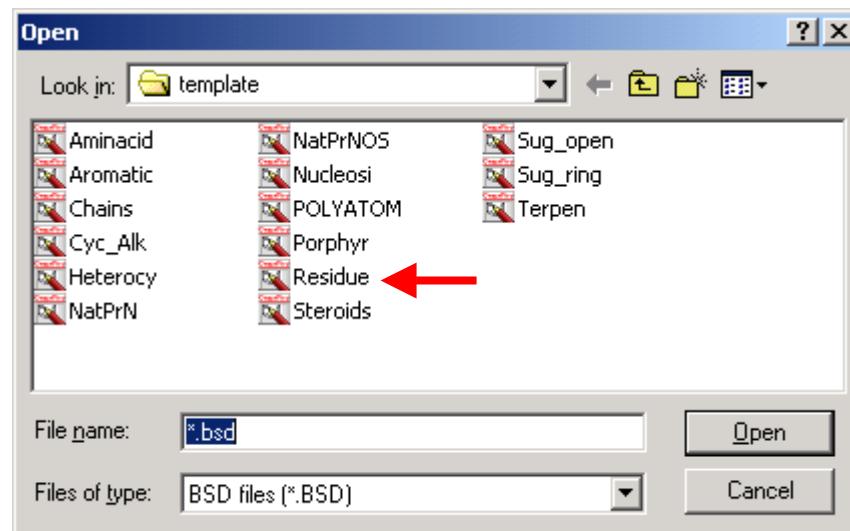 Open
Look in: template
Aminacid NatPrNOS Sug_open
Aromatic Nucleosi Sug_ring
Chains POLYATOM Terpen
Cyc_Alk Porphyr
Heterocy Residue
NatPrN Steroids
File name: *.bsd Open
Files of type: BSD files (*.BSD) Cancel